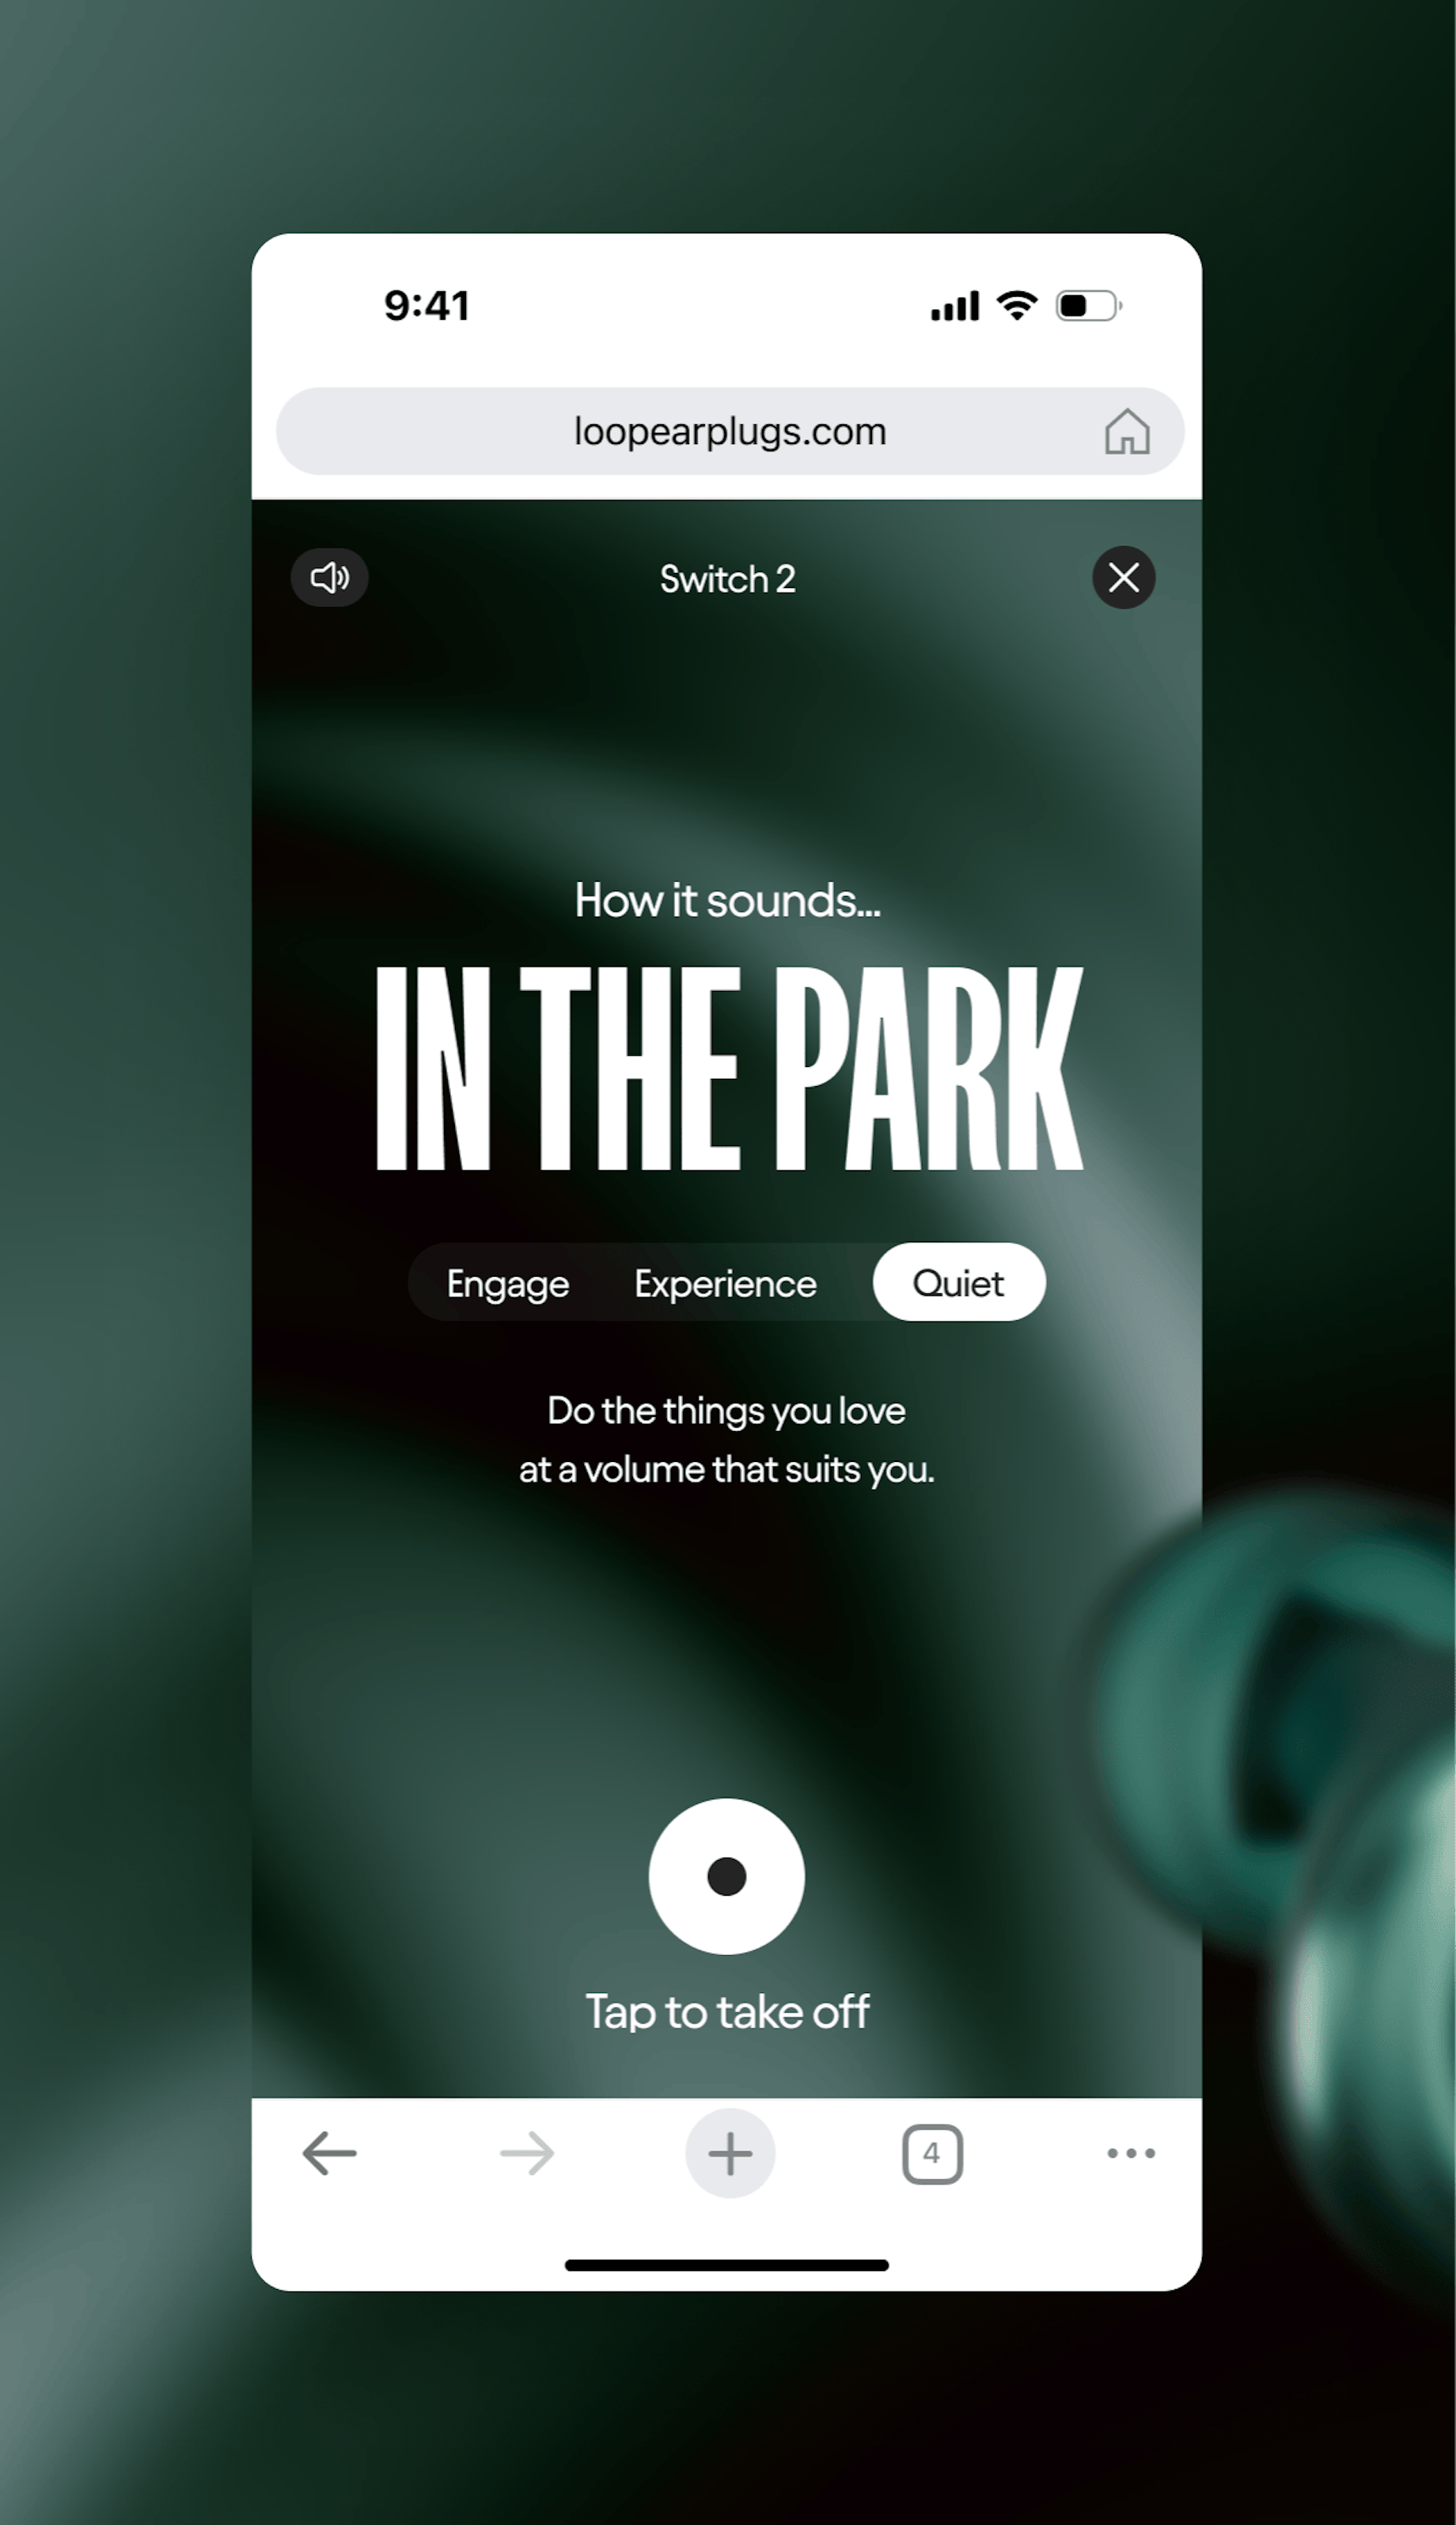 9:41
loopearplugs.com
Switch 2
How it sounds...
IN THE PARK
Engage Experience Quiet
Do the things you love
at a volume that suits you.
Tap to take off
4